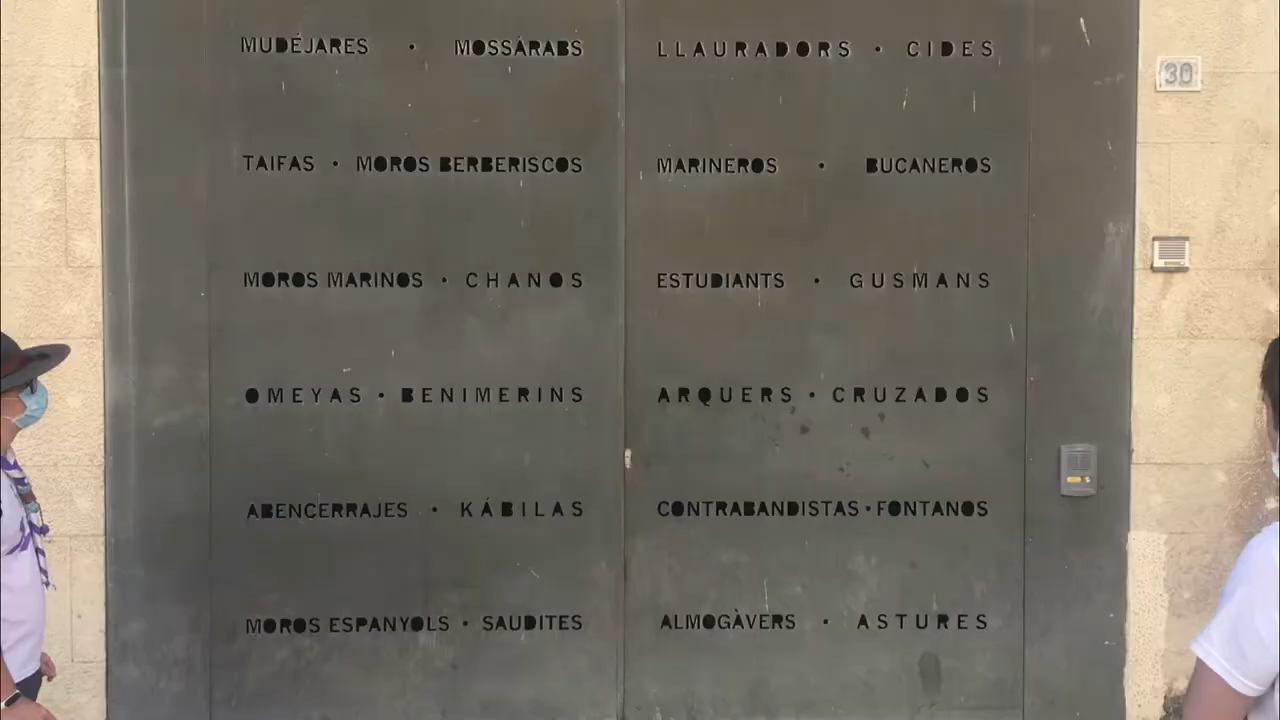 MUDÉJARES • MOSSÀRABS
TAIFAS • MOROS BERBERISCOS
MOROS MARINOS • CHANOS
OMEYAS • BENIMERINS
ABENCERRAJES • KÁBILAS
MOROS ESPANYOLS • SAUDITES
LLAURADORS • CIDES
MARINEROS • BUCANEROS
ESTUDIANTS • GUSMANS
ARQUERS • CRUZADOS
CONTRABANDISTAS • FONTANOS
ALMOGÀVERS • ASTURES
30